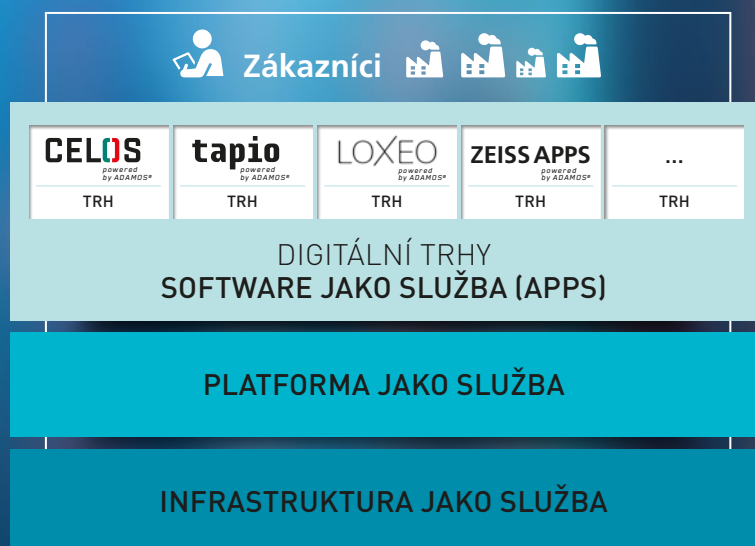 Zákazníci
CELOS
powered
by ADAMOS®
TRH
tapio
powered
by ADAMOS®
TRH
LOXEO
powered
by ADAMOS®
TRH
ZEISS APPS
powered
by ADAMOS®
TRH
...
TRH
DIGITÁLNÍ TRHY
SOFTWARE JAKO SLUŽBA (APPS)
PLATFORMA JAKO SLUŽBA
INFRASTRUKTURA JAKO SLUŽBA